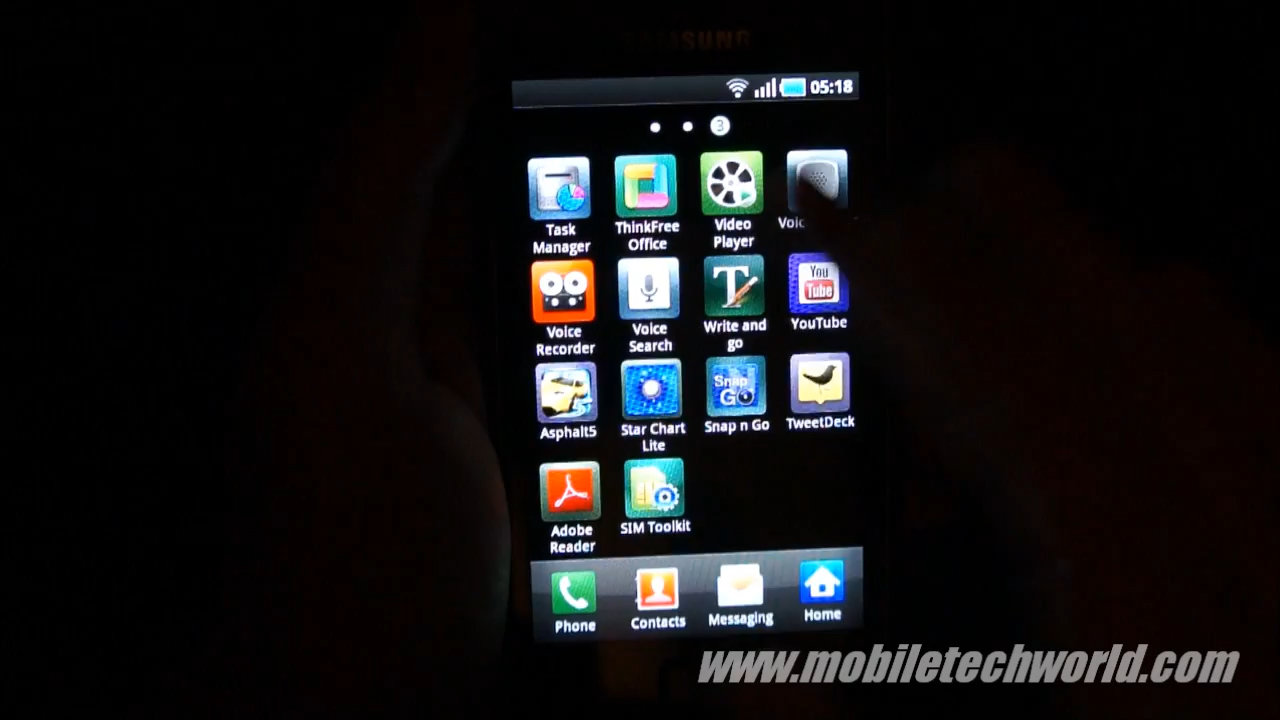 SAMSUNG
05:18
3
Task
Manager
ThinkFree
Office
Video
Player
Voic
Voice
Recorder
Voice
Search
T
Write and
go
You
Tube
YouTube
5
Asphalt5
Star Chart
Lite
Snap
GO
Snap n Go
TweetDeck
Adobe
Reader
SIM Toolkit
Phone
Contacts
Messaging
Home
www.mobiletechworld.com